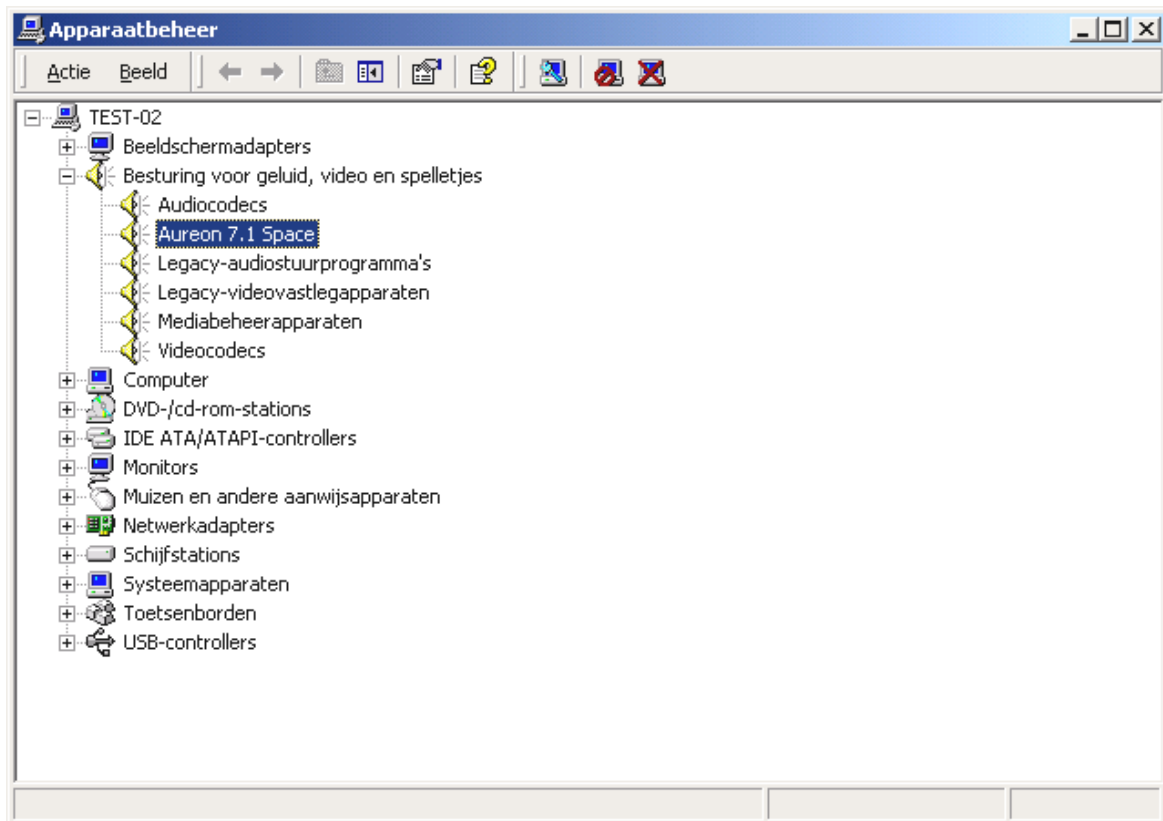 Apparaatbeheer
Actie Beeld
TEST-02
Beeldschermadapters
Besturing voor geluid, video en spelletjes
Audiocodecs
Aureon 7.1 Space
Legacy-audiostuurprogramma's
Legacy-videovastlegapparaten
Mediabeheerapparaten
Videocodecs
Computer
DVD-/cd-rom-stations
IDE ATA/ATAPI-controllers
Monitors
Muizen en andere aanwijsapparaten
Netwerkadapters
Schijfstations
Systeemapparaten
Toetsenborden
USB-controllers